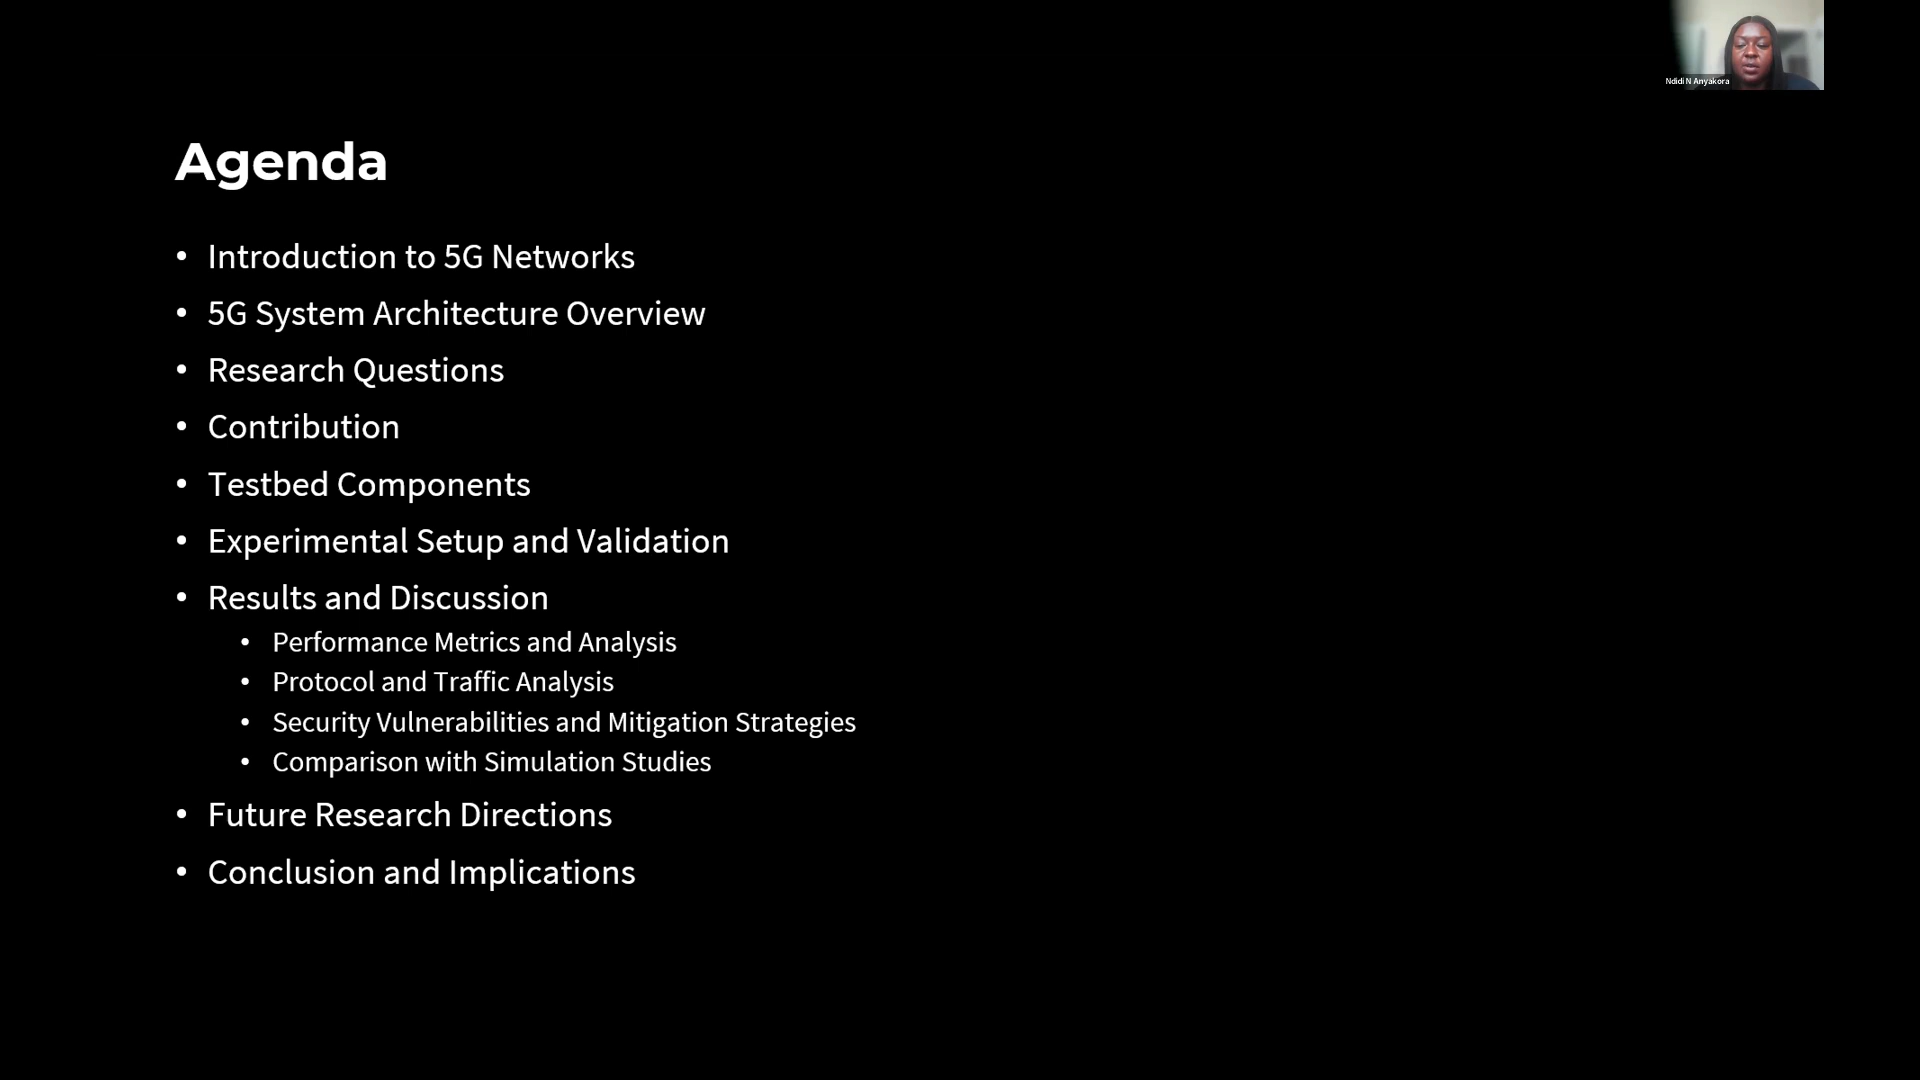 Ndidi N Anyakora
Agenda
• Introduction to 5G Networks
• 5G System Architecture Overview
• Research Questions
• Contribution
• Testbed Components
• Experimental Setup and Validation
• Results and Discussion
• Performance Metrics and Analysis
• Protocol and Traffic Analysis
• Security Vulnerabilities and Mitigation Strategies
• Comparison with Simulation Studies
• Future Research Directions
• Conclusion and Implications